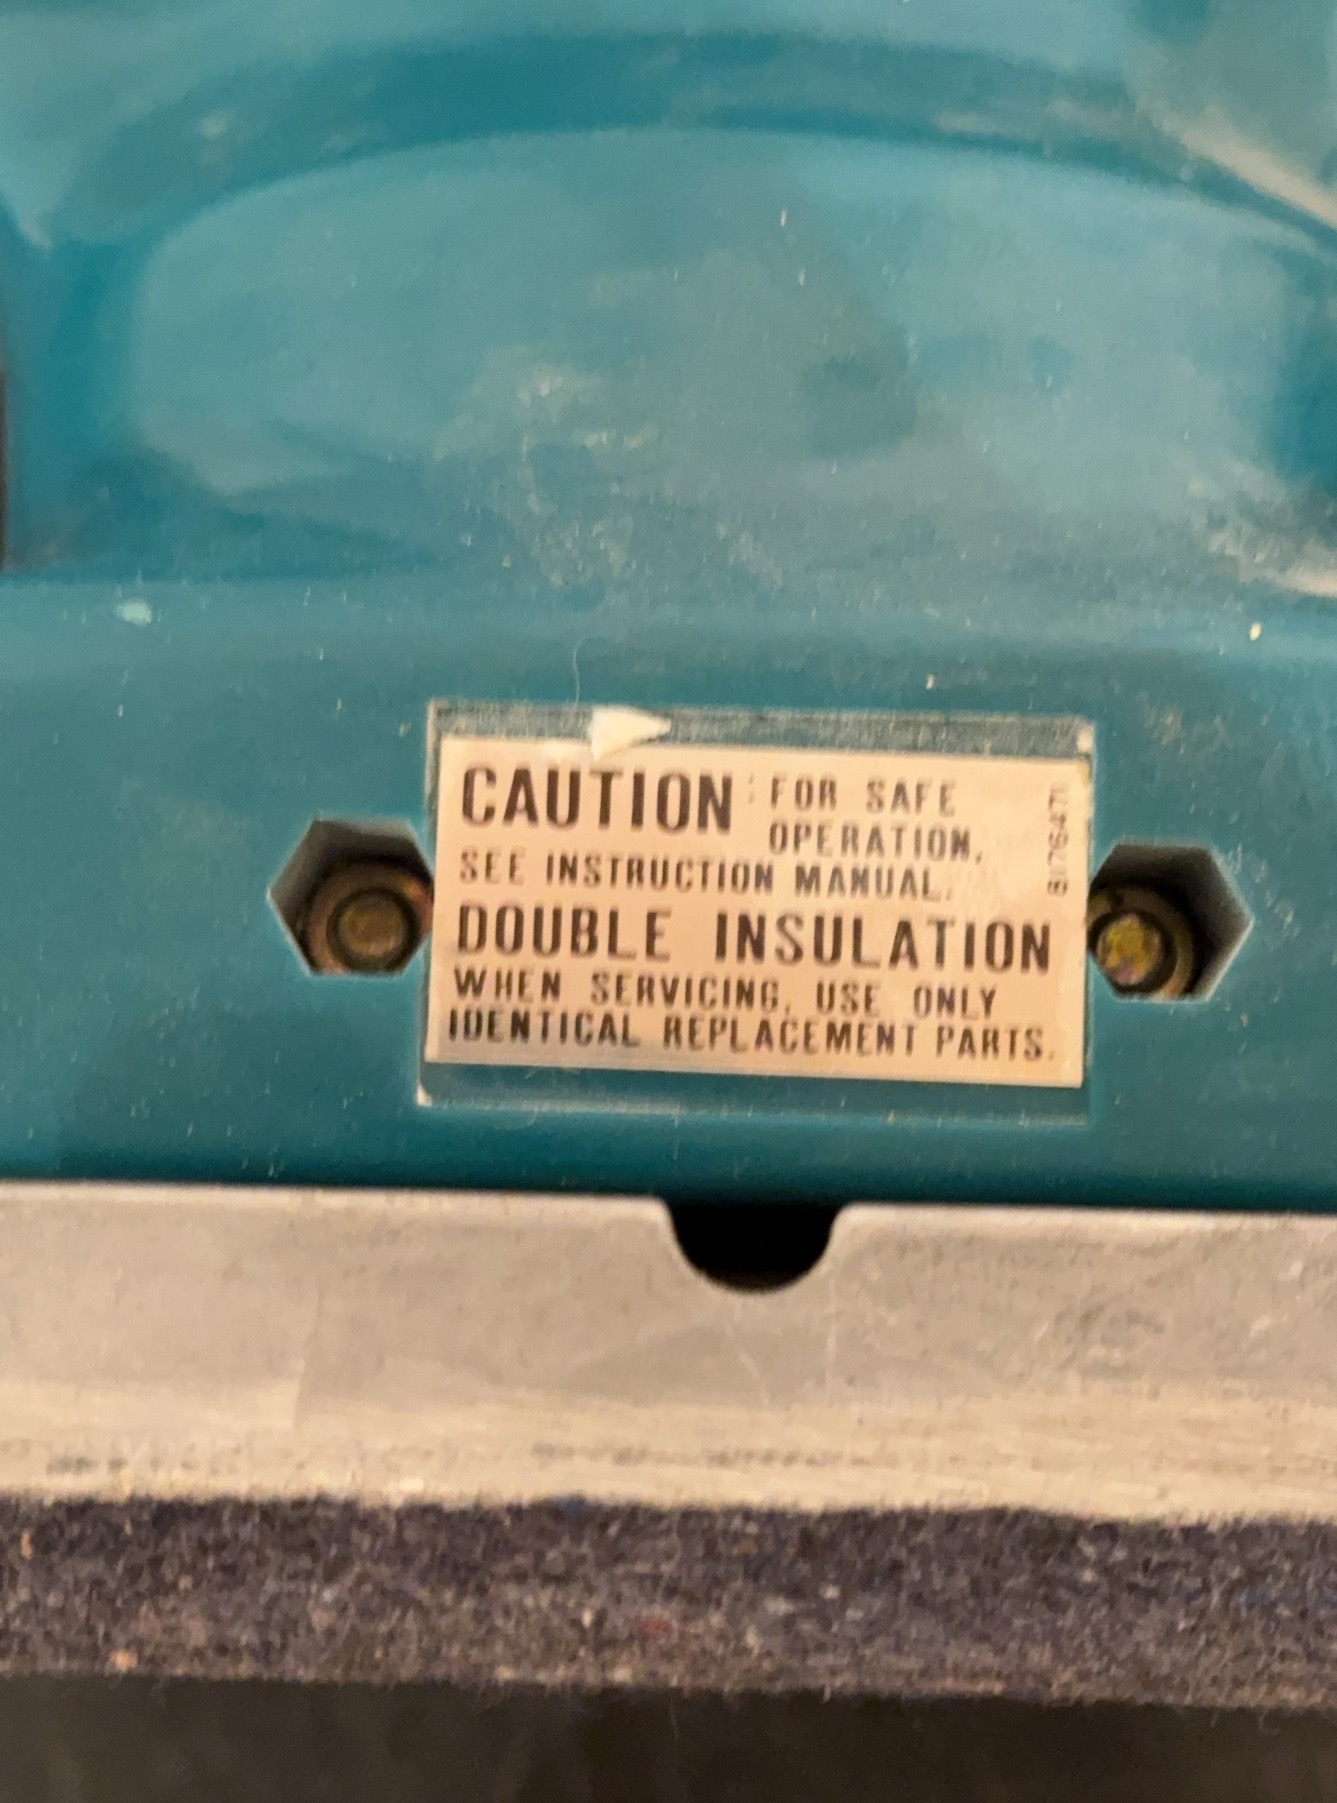 CAUTION: FOR SAFE
OPERATION,
SEE INSTRUCTION MANUAL.
DOUBLE INSULATION
WHEN SERVICING, USE ONLY
IDENTICAL REPLACEMENT PARTS.